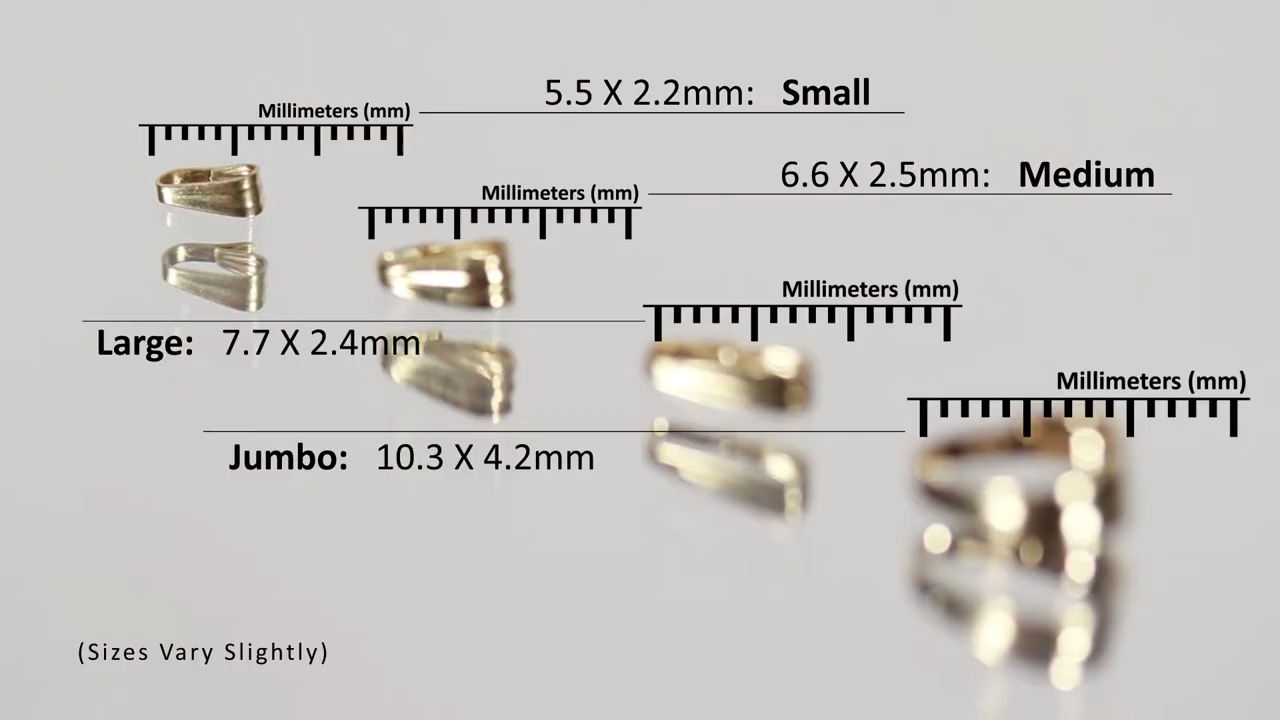 5.5 X 2.2mm: Small
Millimeters (mm)
6.6 X 2.5mm: Medium
Millimeters (mm)
Millimeters (mm)
Large: 7.7 X 2.4mm
Millimeters (mm)
Jumbo: 10.3 X 4.2mm
(Sizes Vary Slightly)